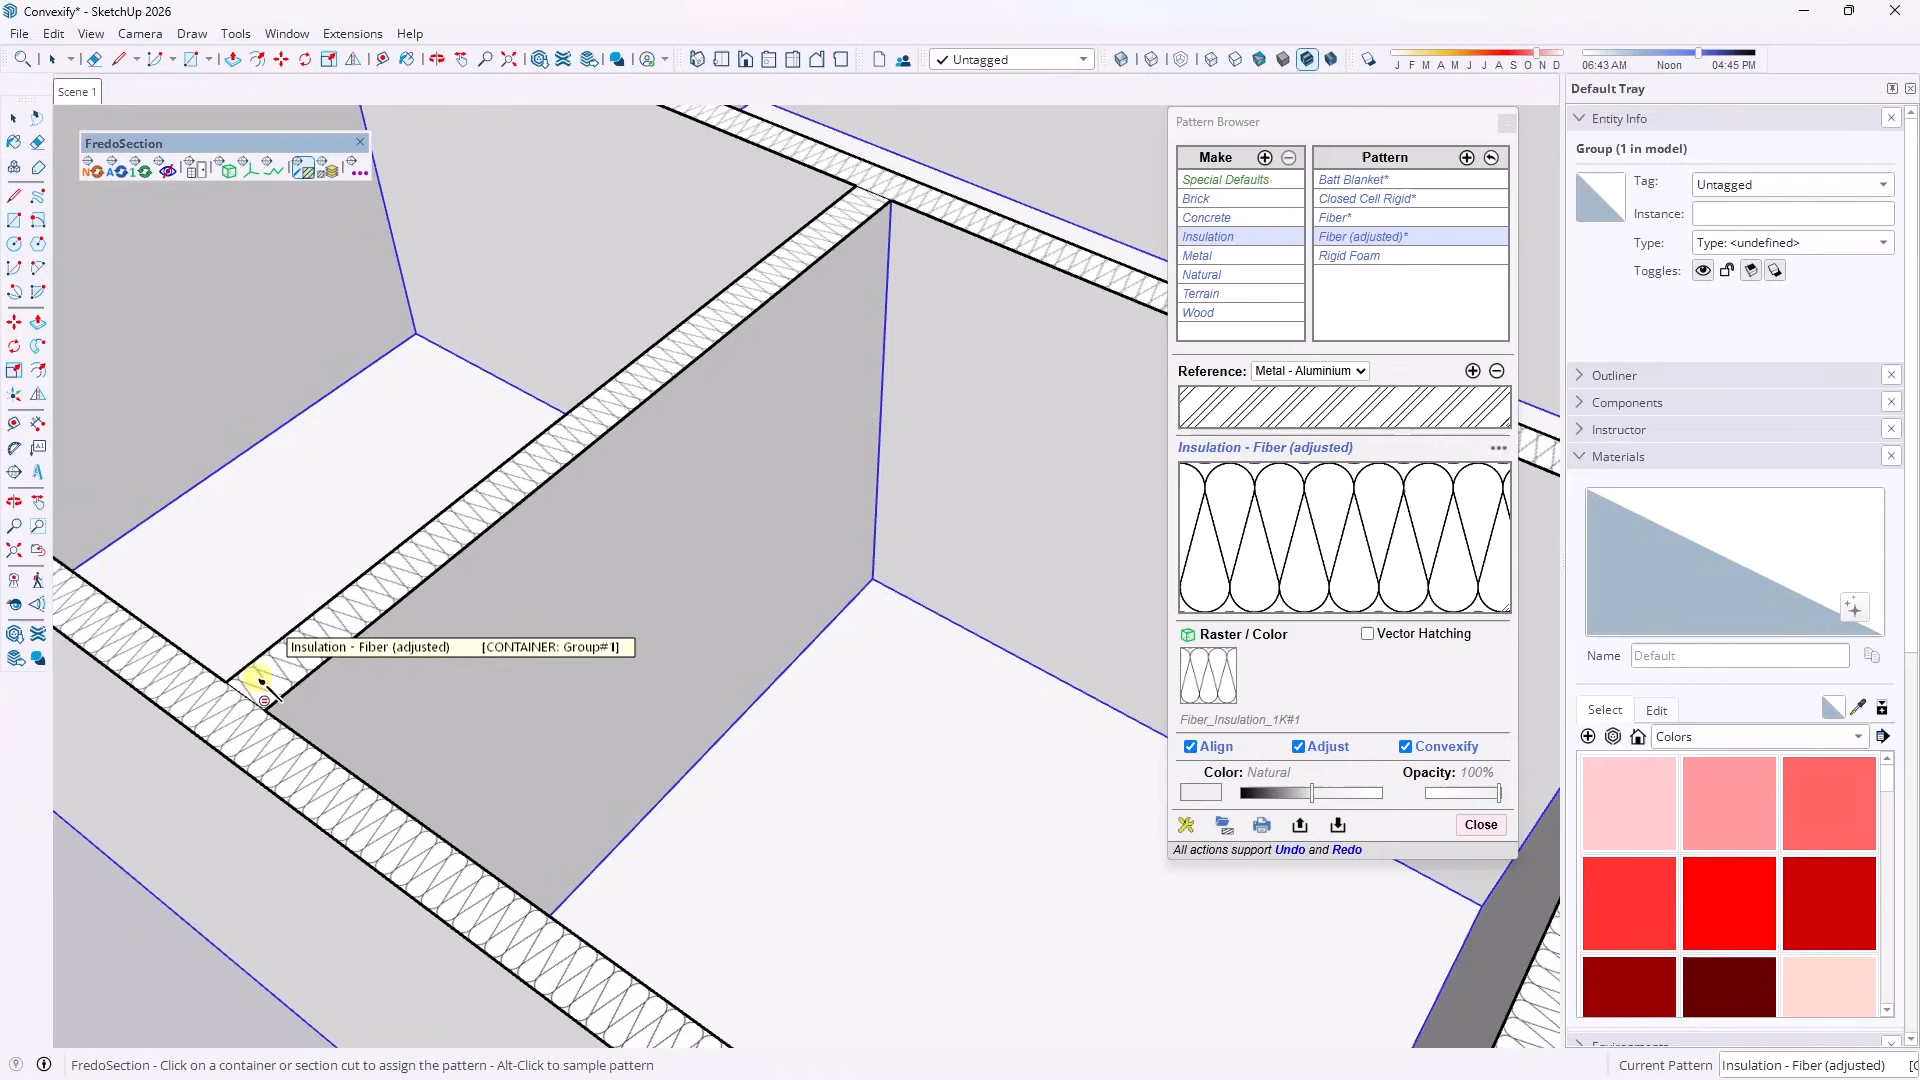 Convexify* - SketchUp 2026
File Edit View Camera Draw Tools Window Extensions Help
Untagged
J F M A M J J A S O N D
06:43 AM Noon 04:45 PM
Scene 1
FredoSection
Pattern Browser
Make
Pattern
Special Defaults
Brick
Concrete
Insulation
Metal
Natural
Terrain
Wood
Batt Blanket*
Closed Cell Rigid*
Fiber*
Fiber (adjusted)*
Rigid Foam
Reference: Metal - Aluminium
Insulation - Fiber (adjusted)
Raster / Color
Vector Hatching
Fiber_Insulation_1K#1
Align Adjust Convexify
Color: Natural Opacity: 100%
Close
All actions support Undo and Redo
Insulation - Fiber (adjusted) [CONTAINER: Group#1]
Default Tray
Entity Info
Group (1 in model)
Tag: Untagged
Instance:
Type: Type: <undefined>
Toggles:
Outliner
Components
Instructor
Materials
Name Default
Select Edit
Colors
FredoSection - Click on a container or section cut to assign the pattern - Alt-Click to sample pattern
Current Pattern Insulation - Fiber (adjusted)